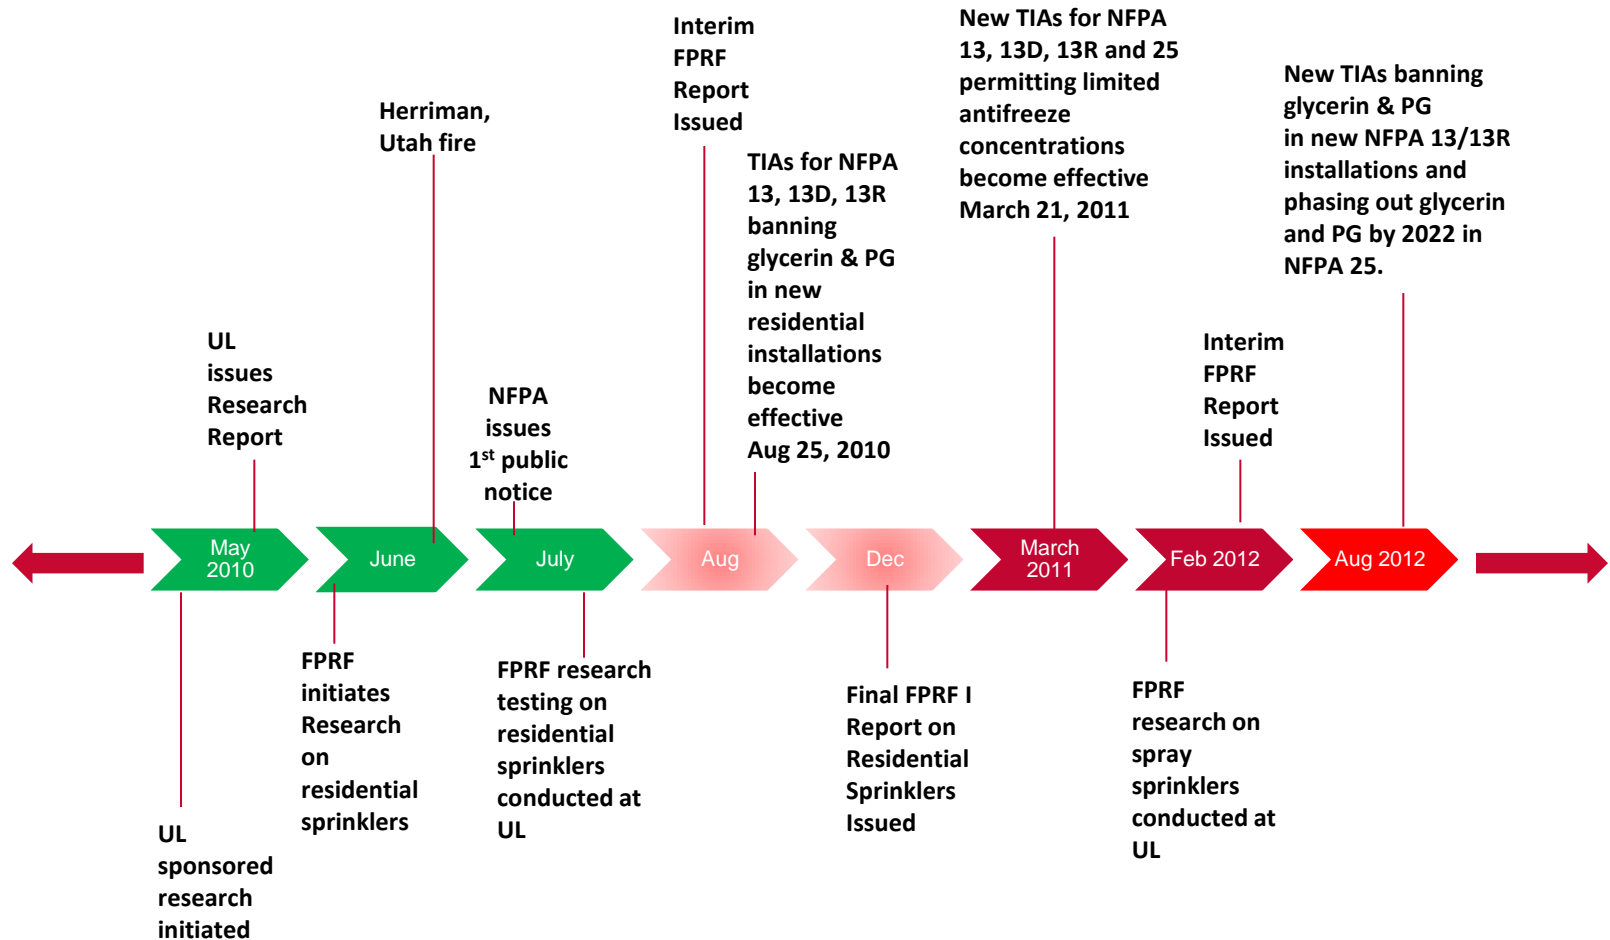 Herriman,
Utah fire
Interim
FPRF
Report
Issued
TIAs for NFPA
13, 13D, 13R
banning
glycerin & PG
in new
residential
installations
become
effective
Aug 25, 2010
New TIAs for NFPA
13, 13D, 13R and 25
permitting limited
antifreeze
concentrations
become effective
March 21, 2011
New TIAs banning
glycerin & PG
in new NFPA 13/13R
installations and
phasing out glycerin
and PG by 2022 in
NFPA 25.
UL
issues
Research
Report
NFPA
issues
1st public
notice
Interim
FPRF
Report
Issued
May
2010
June
July
Aug
Dec
March
2011
Feb 2012
Aug 2012
UL
sponsored
research
initiated
FPRF
initiates
Research
on
residential
sprinklers
FPRF research
testing on
residential
sprinklers
conducted at
UL
Final FPRF I
Report on
Residential
Sprinklers
Issued
FPRF
research on
spray
sprinklers
conducted at
UL